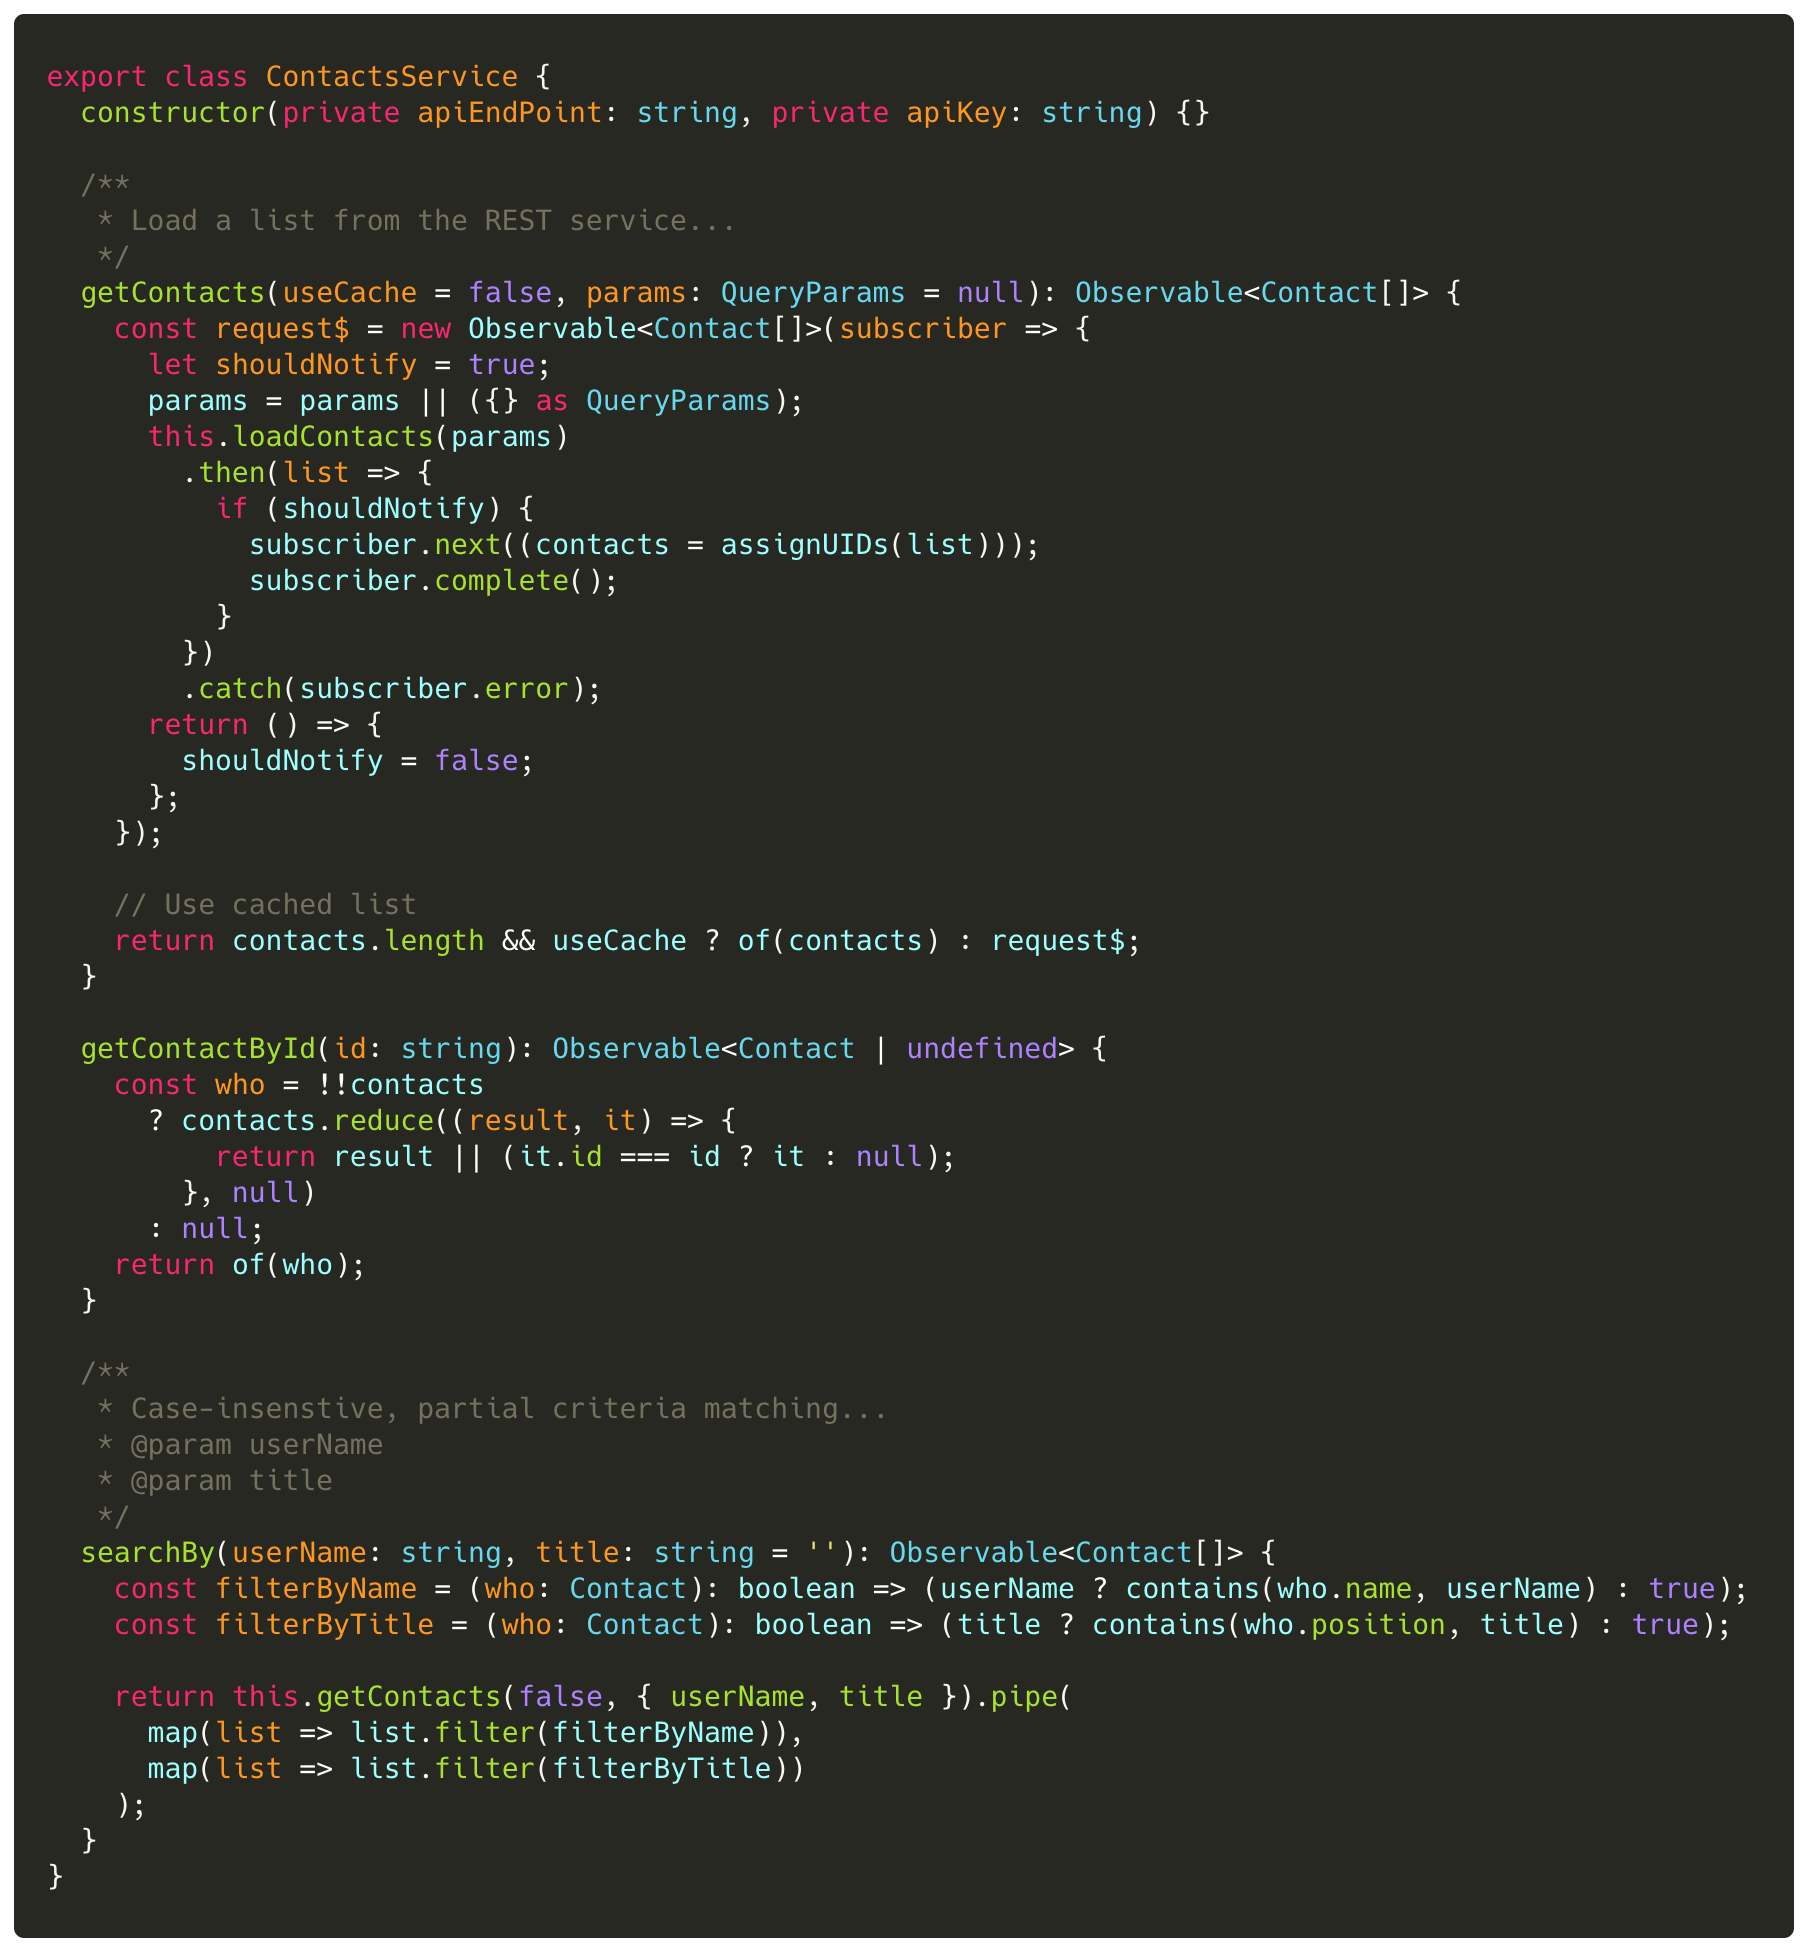 export class ContactsService {
  constructor(private apiEndPoint: string, private apiKey: string) {}

  /**
   * Load a list from the REST service...
   */
  getContacts(useCache = false, params: QueryParams = null): Observable<Contact[]> {
    const request$ = new Observable<Contact[]>(subscriber => {
      let shouldNotify = true;
      params = params || ({} as QueryParams);
      this.loadContacts(params)
        .then(list => {
          if (shouldNotify) {
            subscriber.next((contacts = assignUIDs(list)));
            subscriber.complete();
          }
        })
        .catch(subscriber.error);
      return () => {
        shouldNotify = false;
      };
    });

    // Use cached list
    return contacts.length && useCache ? of(contacts) : request$;
  }

  getContactById(id: string): Observable<Contact | undefined> {
    const who = !!contacts
      ? contacts.reduce((result, it) => {
          return result || (it.id === id ? it : null);
        }, null)
      : null;
    return of(who);
  }

  /**
   * Case-insenstive, partial criteria matching...
   * @param userName
   * @param title
   */
  searchBy(userName: string, title: string = ''): Observable<Contact[]> {
    const filterByName = (who: Contact): boolean => (userName ? contains(who.name, userName) : true);
    const filterByTitle = (who: Contact): boolean => (title ? contains(who.position, title) : true);

    return this.getContacts(false, { userName, title }).pipe(
      map(list => list.filter(filterByName)),
      map(list => list.filter(filterByTitle))
    );
  }
}